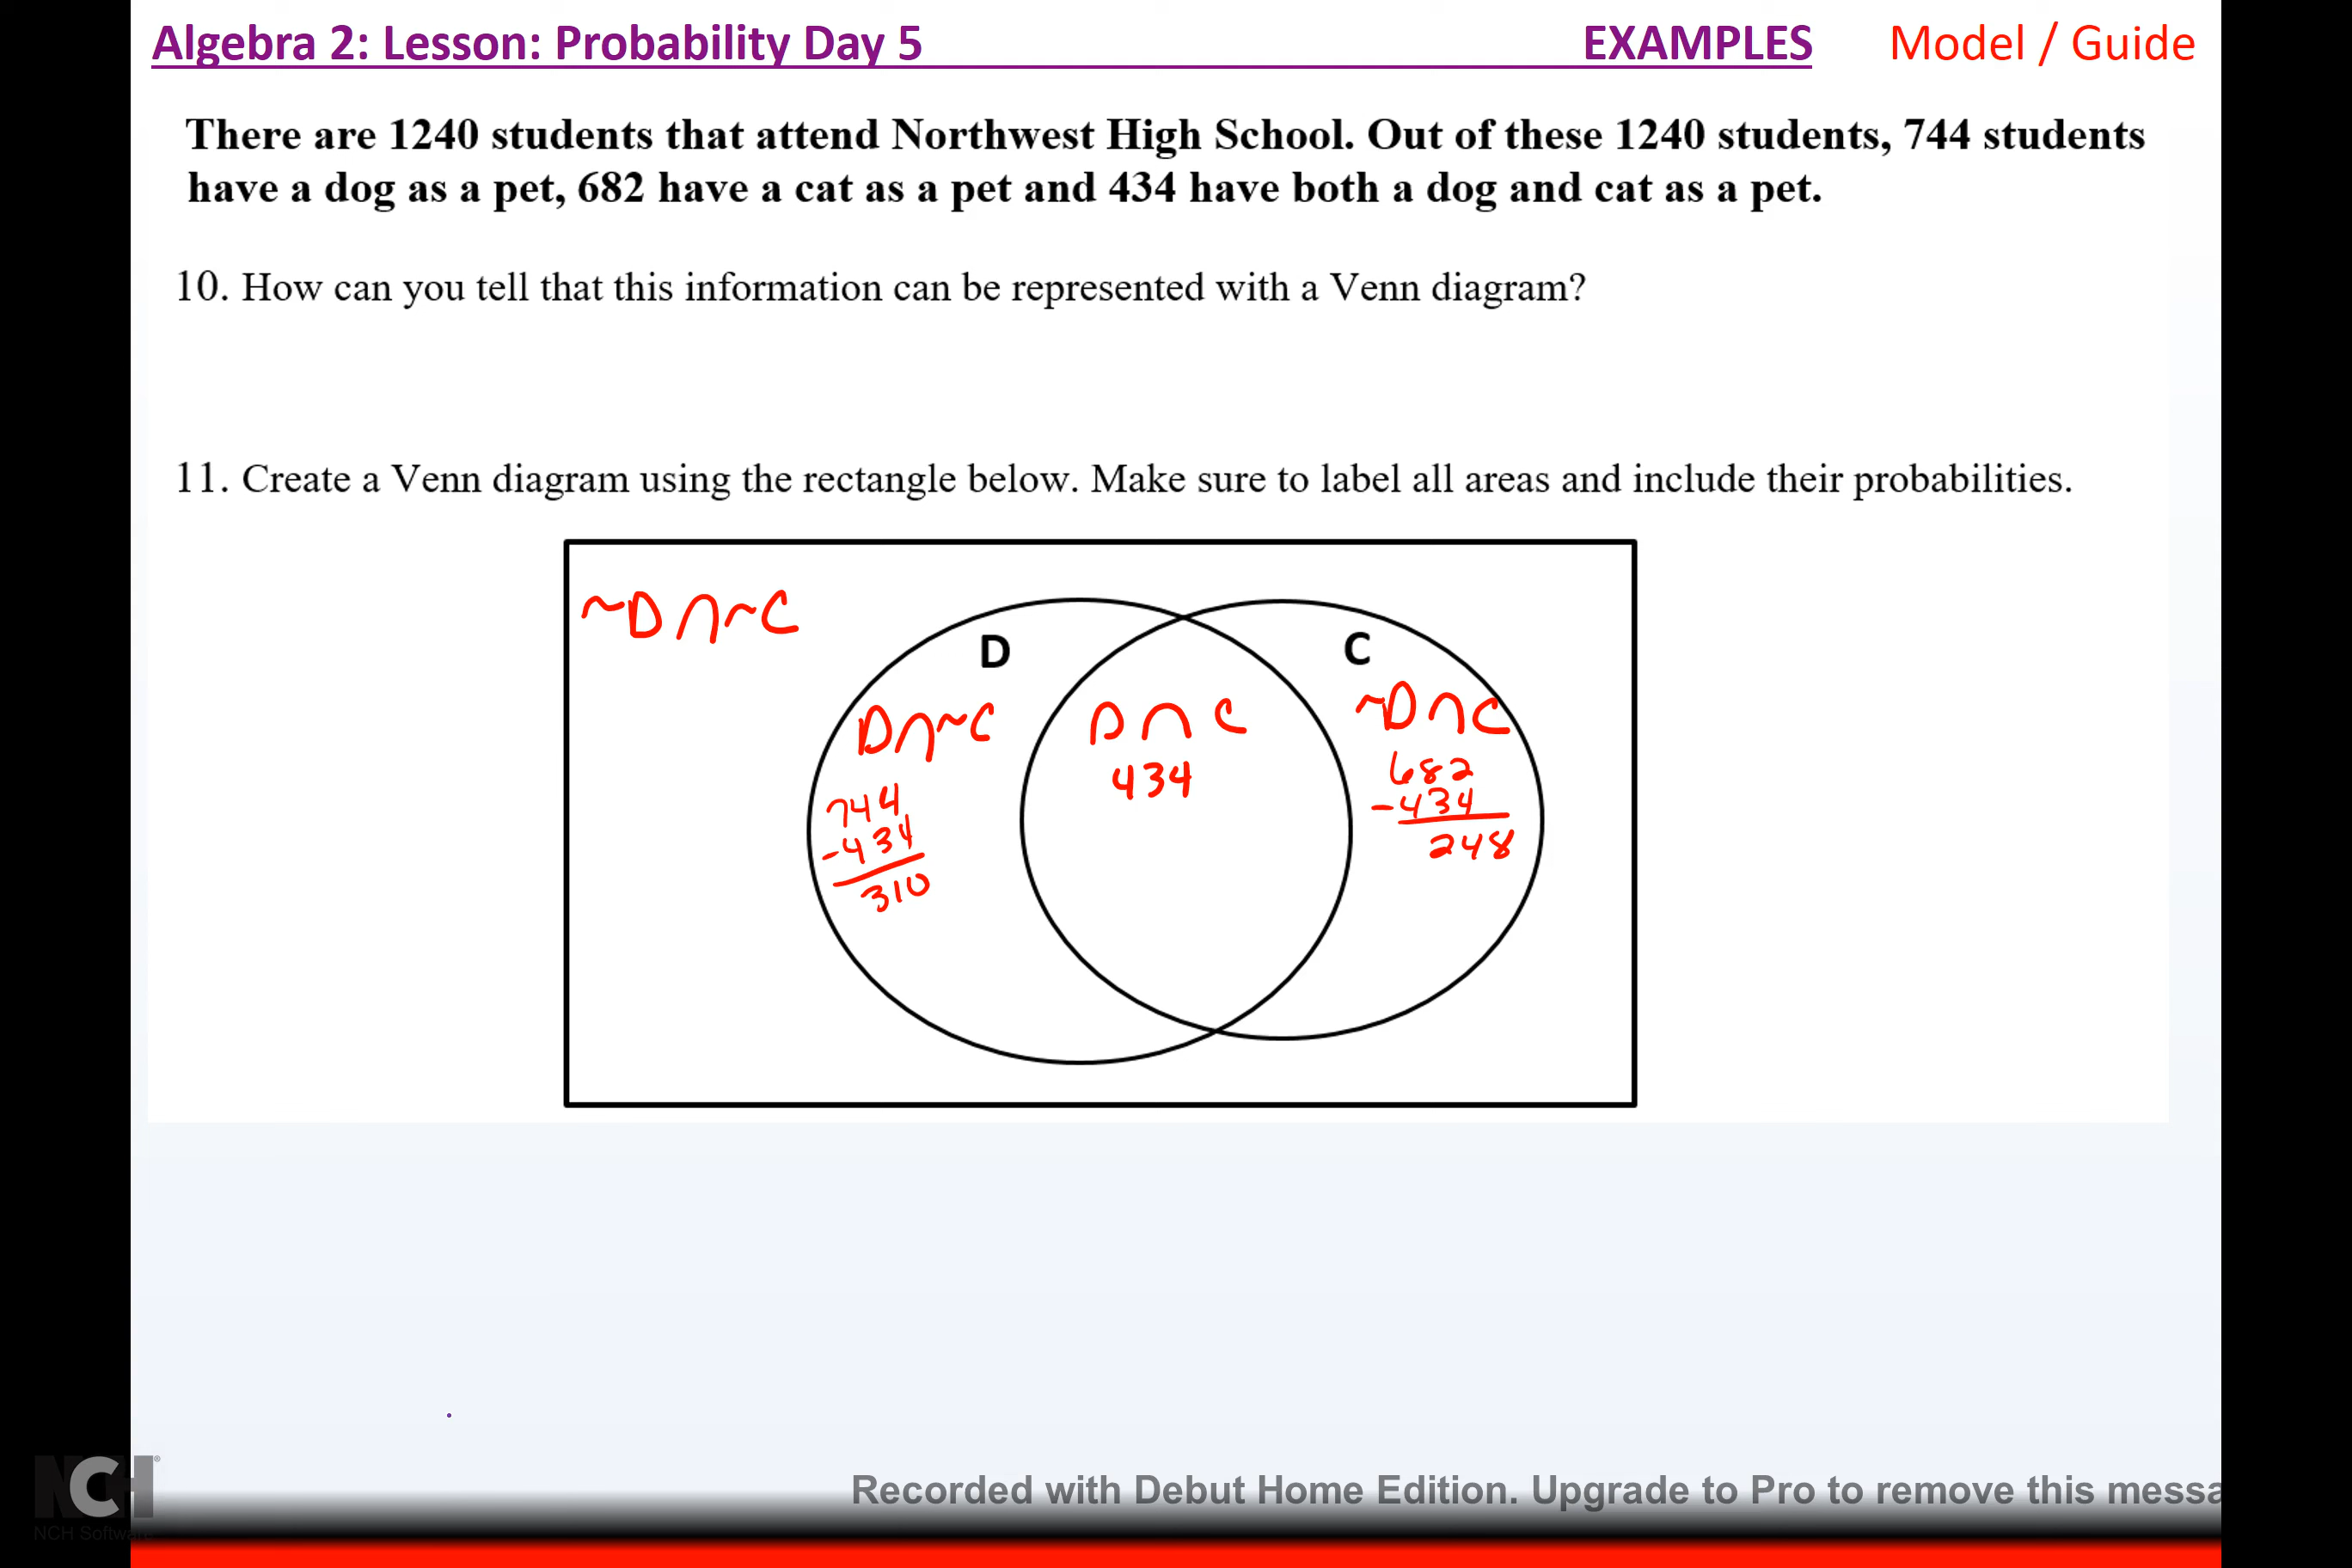 Algebra 2: Lesson: Probability Day 5 EXAMPLES Model / Guide
There are 1240 students that attend Northwest High School. Out of these 1240 students, 744 students
have a dog as a pet, 682 have a cat as a pet and 434 have both a dog and cat as a pet.
10. How can you tell that this information can be represented with a Venn diagram?
11. Create a Venn diagram using the rectangle below. Make sure to label all areas and include their probabilities.
~D∩~C
D
C
D∩~C
D∩C
~D∩C
744
-434
310
434
682
-434
248
NCH®
NCH Software
Recorded with Debut Home Edition. Upgrade to Pro to remove this messa